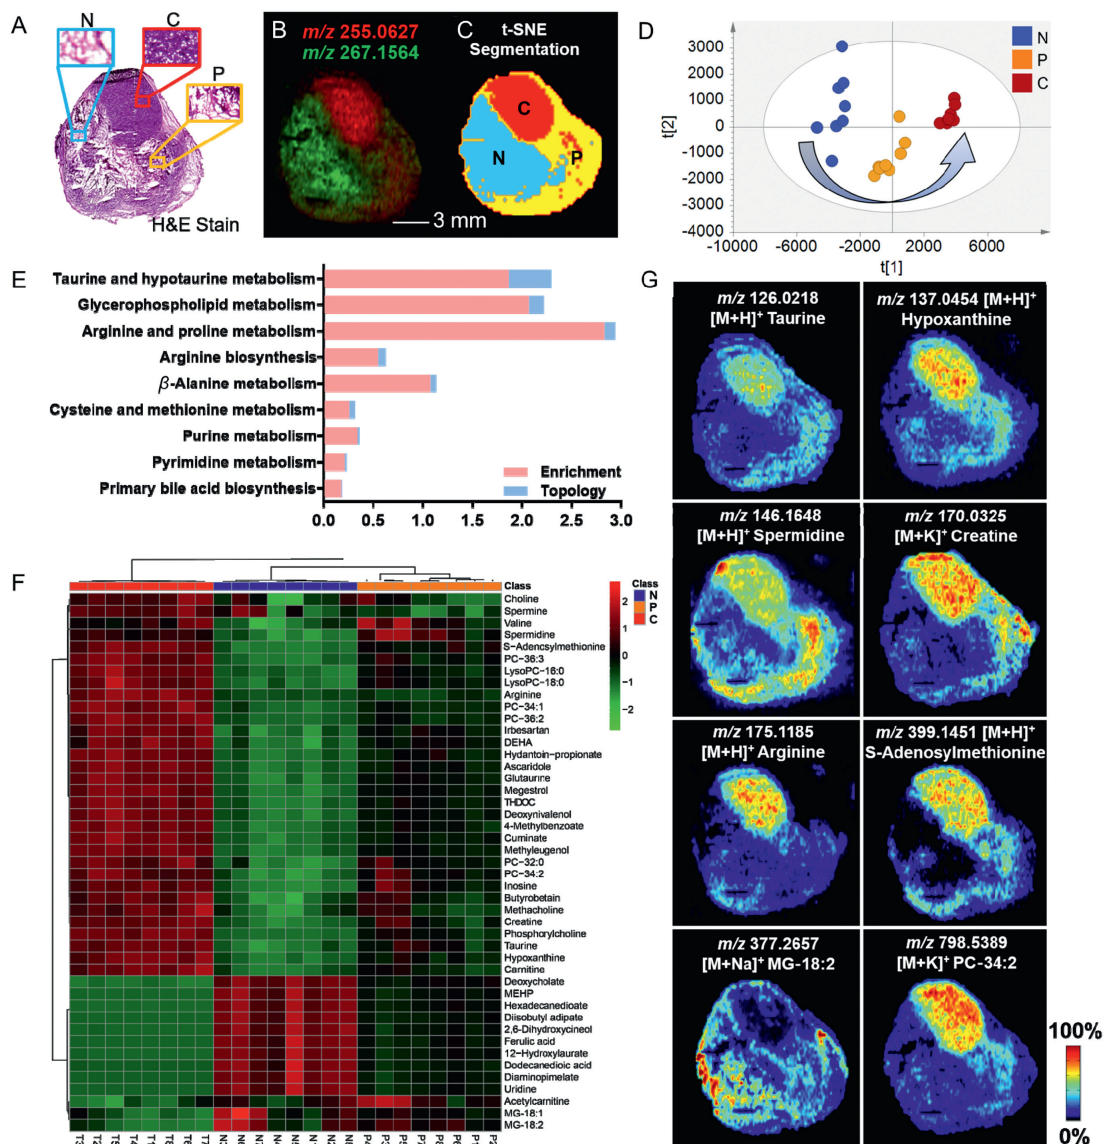 A
N
C
P
H&E Stain
B
m/z 255.0627
m/z 267.1564
3 mm
C
t-SNE
Segmentation
C
N
P
D
N
P
C
t[2]
3000
2000
1000
0
-1000
-2000
-3000
-4000
-10000
-6000
-2000
2000
6000
t[1]
E
Taurine and hypotaurine metabolism
Glycerophospholipid metabolism
Arginine and proline metabolism
Arginine biosynthesis
β-Alanine metabolism
Cysteine and methionine metabolism
Purine metabolism
Pyrimidine metabolism
Primary bile acid biosynthesis
Enrichment
Topology
0.0 0.5 1.0 1.5 2.0 2.5 3.0
F
Class
Choline
Spermine
Valine
Spermidine
S-Adencsylmethionine
PC-36:3
LysoPC-16:0
LysoPC-18:0
Arginine
PC-34:1
PC-36:2
Irbesartan
DEHA
Hydantoin-propionate
Ascaridole
Glutaurine
Megestrol
THDOC
Deoxynivalenol
4-Methylbenzoate
Cuminate
Methyleugenol
PC-32:0
PC-34:2
Inosine
Butyrobetain
Methacholine
Creatine
Phosphorylcholine
Taurine
Hypoxanthine
Carnitine
Deoxycholate
MEHP
Hexadecanedioate
Diisobutyl adipate
2,6-Dihydroxycineol
Ferulic acid
12-Hydroxylaurate
Dodecanedioic acid
Diaminopimelate
Uridine
Acetylcarnitine
MG-18:1
MG-18:2
Class
N
P
C
2
1
0
-1
-2
G
m/z 126.0218
[M+H]+ Taurine
m/z 137.0454 [M+H]+
Hypoxanthine
m/z 146.1648
[M+H]+ Spermidine
m/z 170.0325
[M+K]+ Creatine
m/z 175.1185
[M+H]+ Arginine
m/z 399.1451 [M+H]+
S-Adenosylmethionine
m/z 377.2657
[M+Na]+ MG-18:2
m/z 798.5389
[M+K]+ PC-34:2
100%
0%